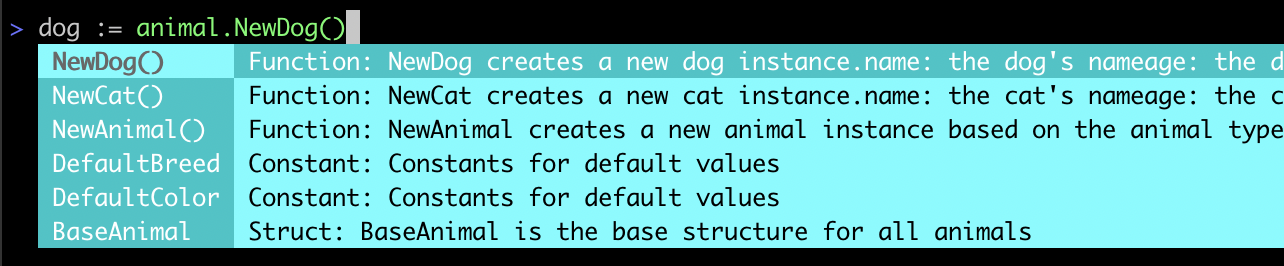 > dog := animal.NewDog()
NewDog() Function: NewDog creates a new dog instance.name: the dog's nameage: the d
NewCat() Function: NewCat creates a new cat instance.name: the cat's nameage: the c
NewAnimal() Function: NewAnimal creates a new animal instance based on the animal type
DefaultBreed Constant: Constants for default values
DefaultColor Constant: Constants for default values
BaseAnimal Struct: BaseAnimal is the base structure for all animals